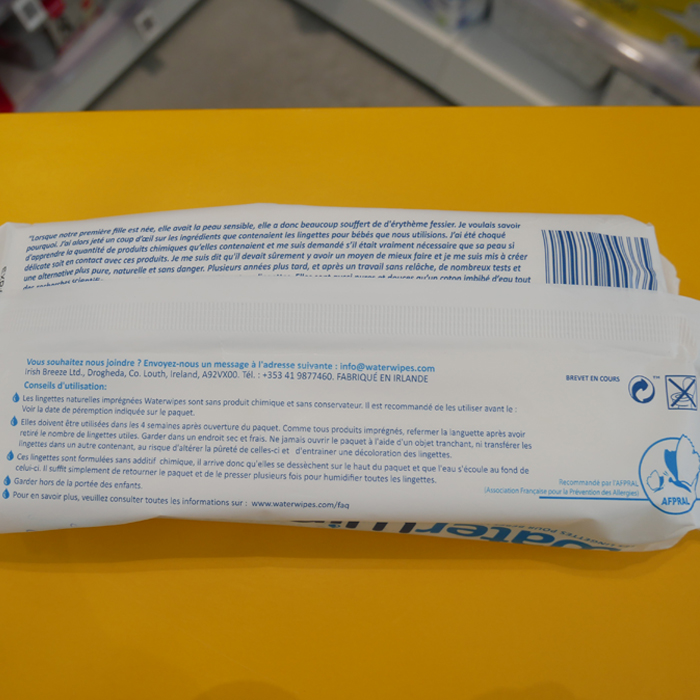 "Lorsque notre première fille est née, elle avait la peau sensible, elle a donc beaucoup souffert de d'érythème fessier. Je voulais savoir
pourquoi. J'ai alors jeté un coup d'œil sur les ingrédients que contenaient les lingettes pour bébés que nous utilisions. J'ai été choqué
d'apprendre la quantité de produits chimiques qu'elles contenaient et me suis demandé s'il était vraiment nécessaire que sa peau si
délicate soit en contact avec ces produits. Je me suis dit qu'il devait sûrement y avoir un moyen de mieux faire et je me suis mis à créer
une alternative plus pure, naturelle et sans danger. Plusieurs années plus tard, et après un travail sans relâche, de nombreux tests et
Vous souhaitez nous joindre ? Envoyez-nous un message à l'adresse suivante : info@waterwipes.com
Irish Breeze Ltd., Drogheda, Co. Louth, Ireland, A92VX00. Tél. : +353 41 9877460. FABRIQUÉ EN IRLANDE
BREVET EN COURS
Conseils d'utilisation:
Les lingettes naturelles imprégnées Waterwipes sont sans produit chimique et sans conservateur. Il est recommandé de les utiliser avant le :
Voir la date de péremption indiquée sur le paquet.
Elles doivent être utilisées dans les 4 semaines après ouverture du paquet. Comme tous produits imprégnés, refermer la languette après avoir
retiré le nombre de lingettes utiles. Garder dans un endroit sec et frais. Ne jamais ouvrir le paquet à l'aide d'un objet tranchant, ni transférer les
lingettes dans un autre contenant, au risque d'altérer la pureté de celles-ci et d'entrainer une décoloration des lingettes.
Ces lingettes sont formulées sans additif chimique, il arrive donc qu'elles se dessèchent sur le haut du paquet et que l'eau s'écoule au fond de
celui-ci. Il suffit simplement de retourner le paquet et de le presser plusieurs fois pour humidifier toutes les lingettes.
Garder hors de la portée des enfants.
Pour en savoir plus, veuillez consulter toutes les informations sur : www.waterwipes.com/faq
Recommandé par l'AFPRAL
(Association Française pour la Prévention des Allergies)
AFPRAL